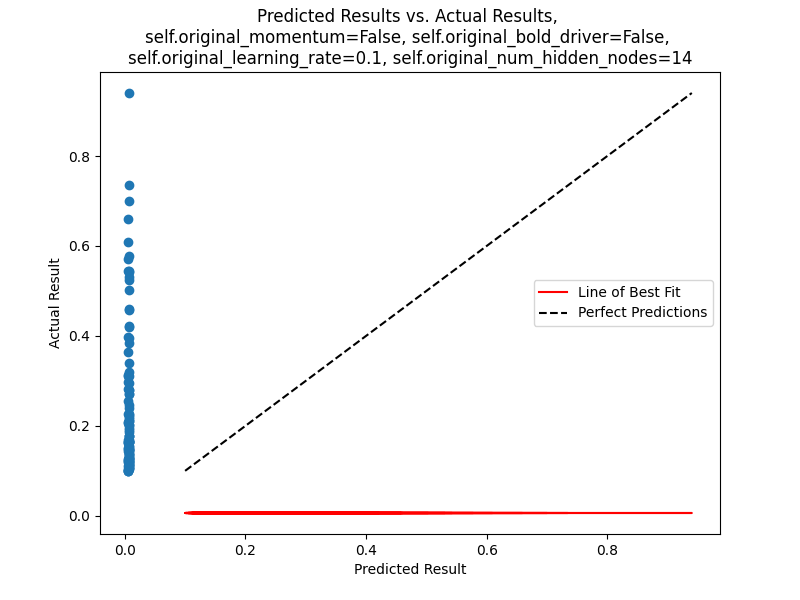 Predicted Results vs. Actual Results,
self.original_momentum=False, self.original_bold_driver=False,
self.original_learning_rate=0.1, self.original_num_hidden_nodes=14
0.8
0.6
0.4
0.2
0.0
Actual Result
Line of Best Fit
Perfect Predictions
0.0 0.2 0.4 0.6 0.8
Predicted Result